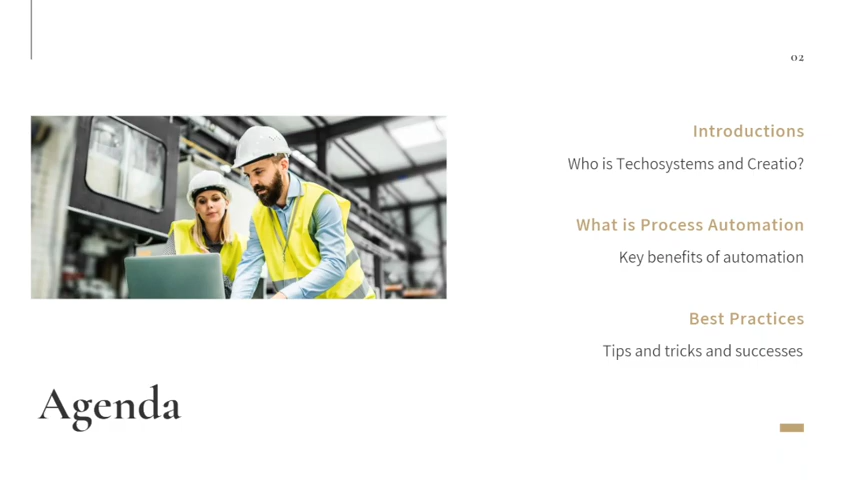 02
Introductions
Who is Techosystems and Creatio?
What is Process Automation
Key benefits of automation
Best Practices
Tips and tricks and successes
Agenda